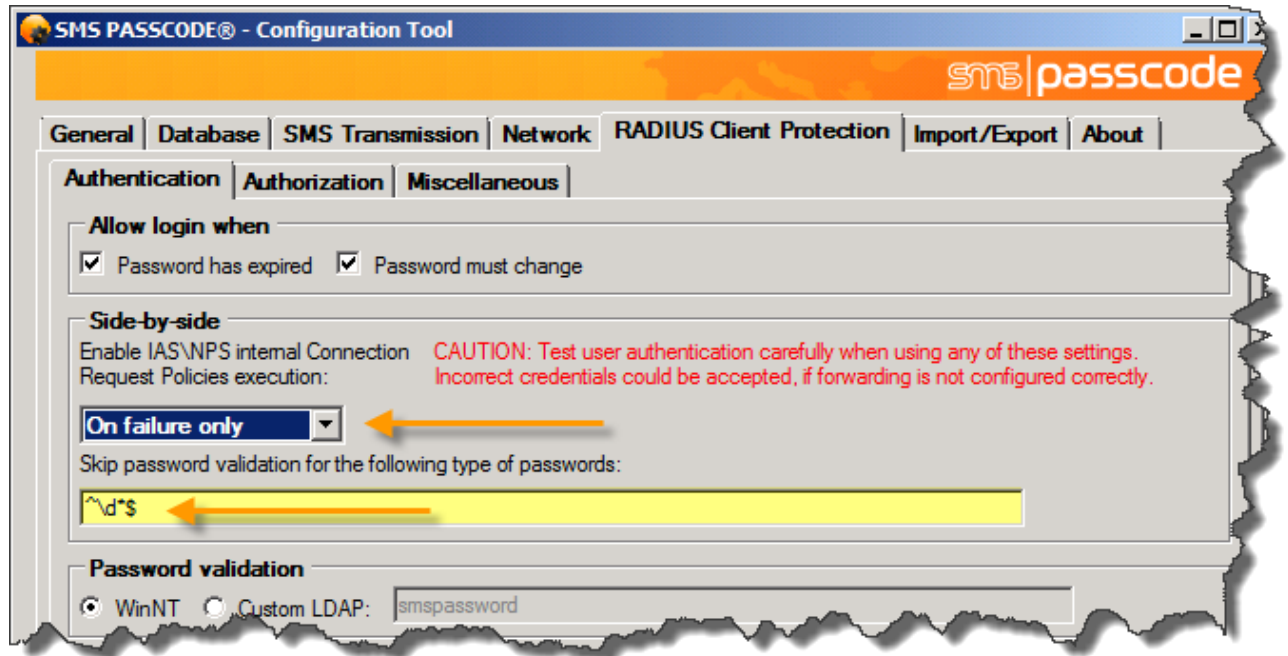 SMS PASSCODE® - Configuration Tool
sms|passcode
General Database SMS Transmission Network RADIUS Client Protection Import/Export About
Authentication Authorization Miscellaneous
Allow login when
Password has expired Password must change
Side-by-side
Enable IAS\NPS internal Connection CAUTION: Test user authentication carefully when using any of these settings.
Request Policies execution: Incorrect credentials could be accepted, if forwarding is not configured correctly.
On failure only
Skip password validation for the following type of passwords:
^\d*$
Password validation
WinNT Custom LDAP: smspassword